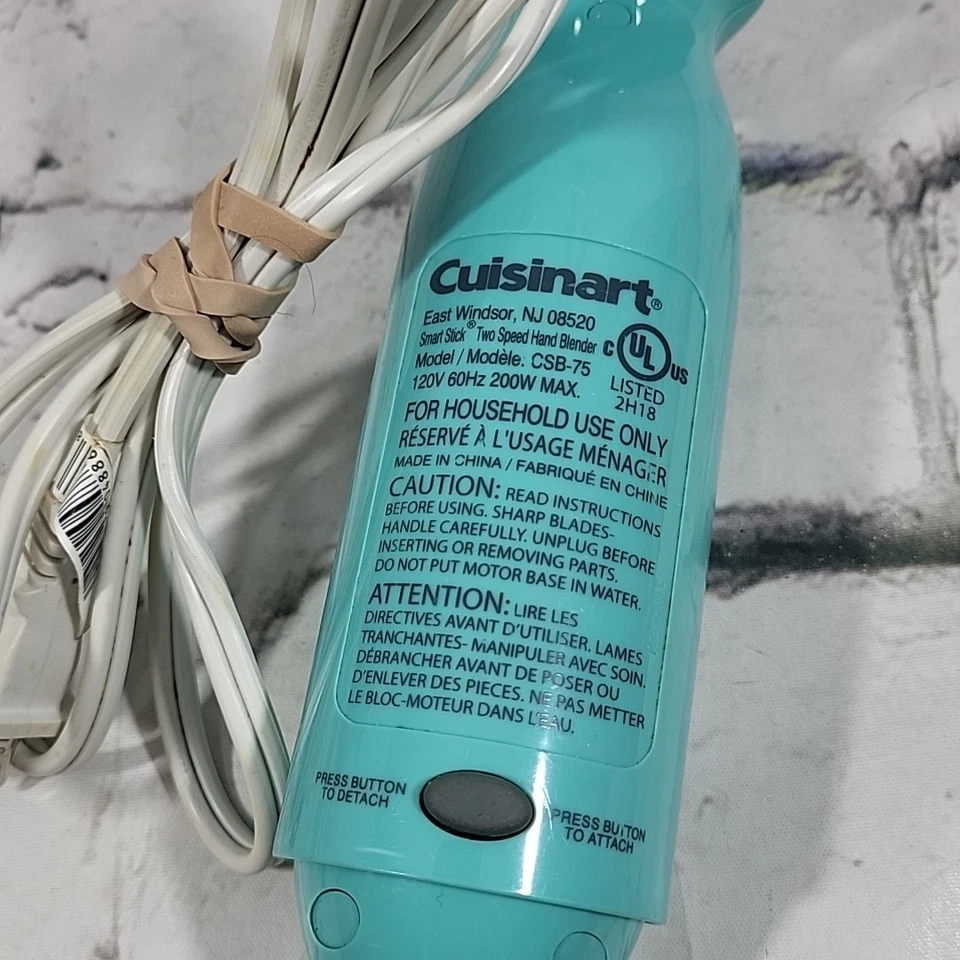 Cuisinart®
East Windsor, NJ 08520
Smart Stick® Two Speed Hand Blender
Model / Modèle: CSB-75
120V 60Hz 200W MAX.
C UL US
LISTED
2H18
FOR HOUSEHOLD USE ONLY
RÉSERVÉ À L'USAGE MÉNAGER
MADE IN CHINA / FABRIQUÉ EN CHINE
CAUTION: READ INSTRUCTIONS
BEFORE USING. SHARP BLADES-
HANDLE CAREFULLY. UNPLUG BEFORE
INSERTING OR REMOVING PARTS.
DO NOT PUT MOTOR BASE IN WATER.
ATTENTION: LIRE LES
DIRECTIVES AVANT D'UTILISER. LAMES
TRANCHANTES- MANIPULER AVEC SOIN.
DÉBRANCHER AVANT DE POSER OU
D'ENLEVER DES PIECES. NE PAS METTER
LE BLOC-MOTEUR DANS L'EAU.
PRESS BUTTON
TO DETACH
PRESS BUTTON
TO ATTACH